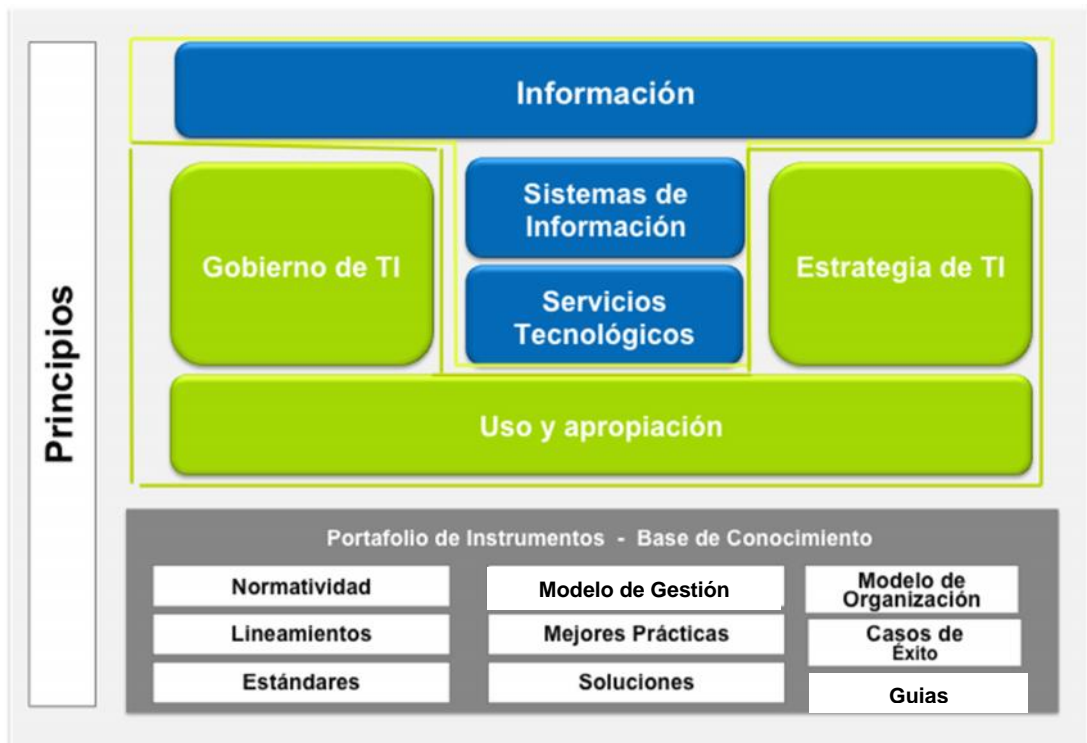 Principios
Información
Gobierno de TI
Sistemas de
Información
Servicios
Tecnológicos
Estrategia de TI
Uso y apropiación
Portafolio de Instrumentos - Base de Conocimiento
Normatividad
Modelo de Gestión
Modelo de
Organización
Lineamientos
Mejores Prácticas
Casos de
Éxito
Estándares
Soluciones
Guias